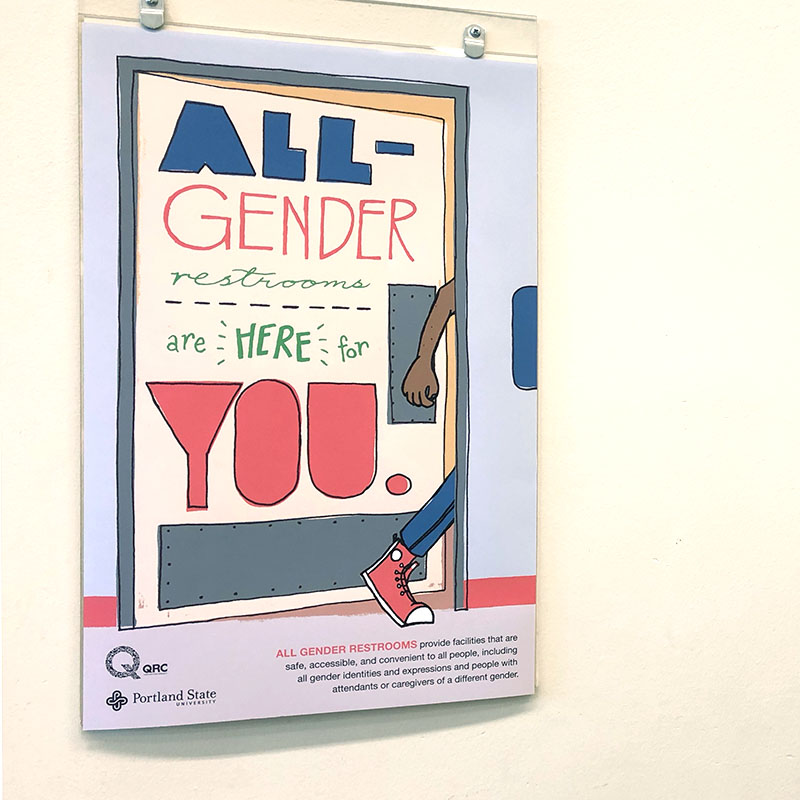 ALL-
GENDER
restrooms
are HERE for
YOU.
ALL GENDER RESTROOMS provide facilities that are
safe, accessible, and convenient to all people, including
all gender identities and expressions and people with
attendants or caregivers of a different gender.
QRC
Portland State
UNIVERSITY